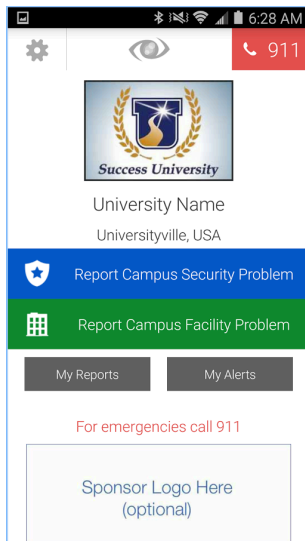 6:28 AM
911
Success University
University Name
Universityville, USA
Report Campus Security Problem
Report Campus Facility Problem
My Reports
My Alerts
For emergencies call 911
Sponsor Logo Here
(optional)